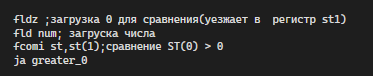 fldz ;загрузка 0 для сравнения(уезжает в  регистр st1)
fld num; загруска числа
fcomi st,st(1);сравнение ST(0) > 0
ja greater_0